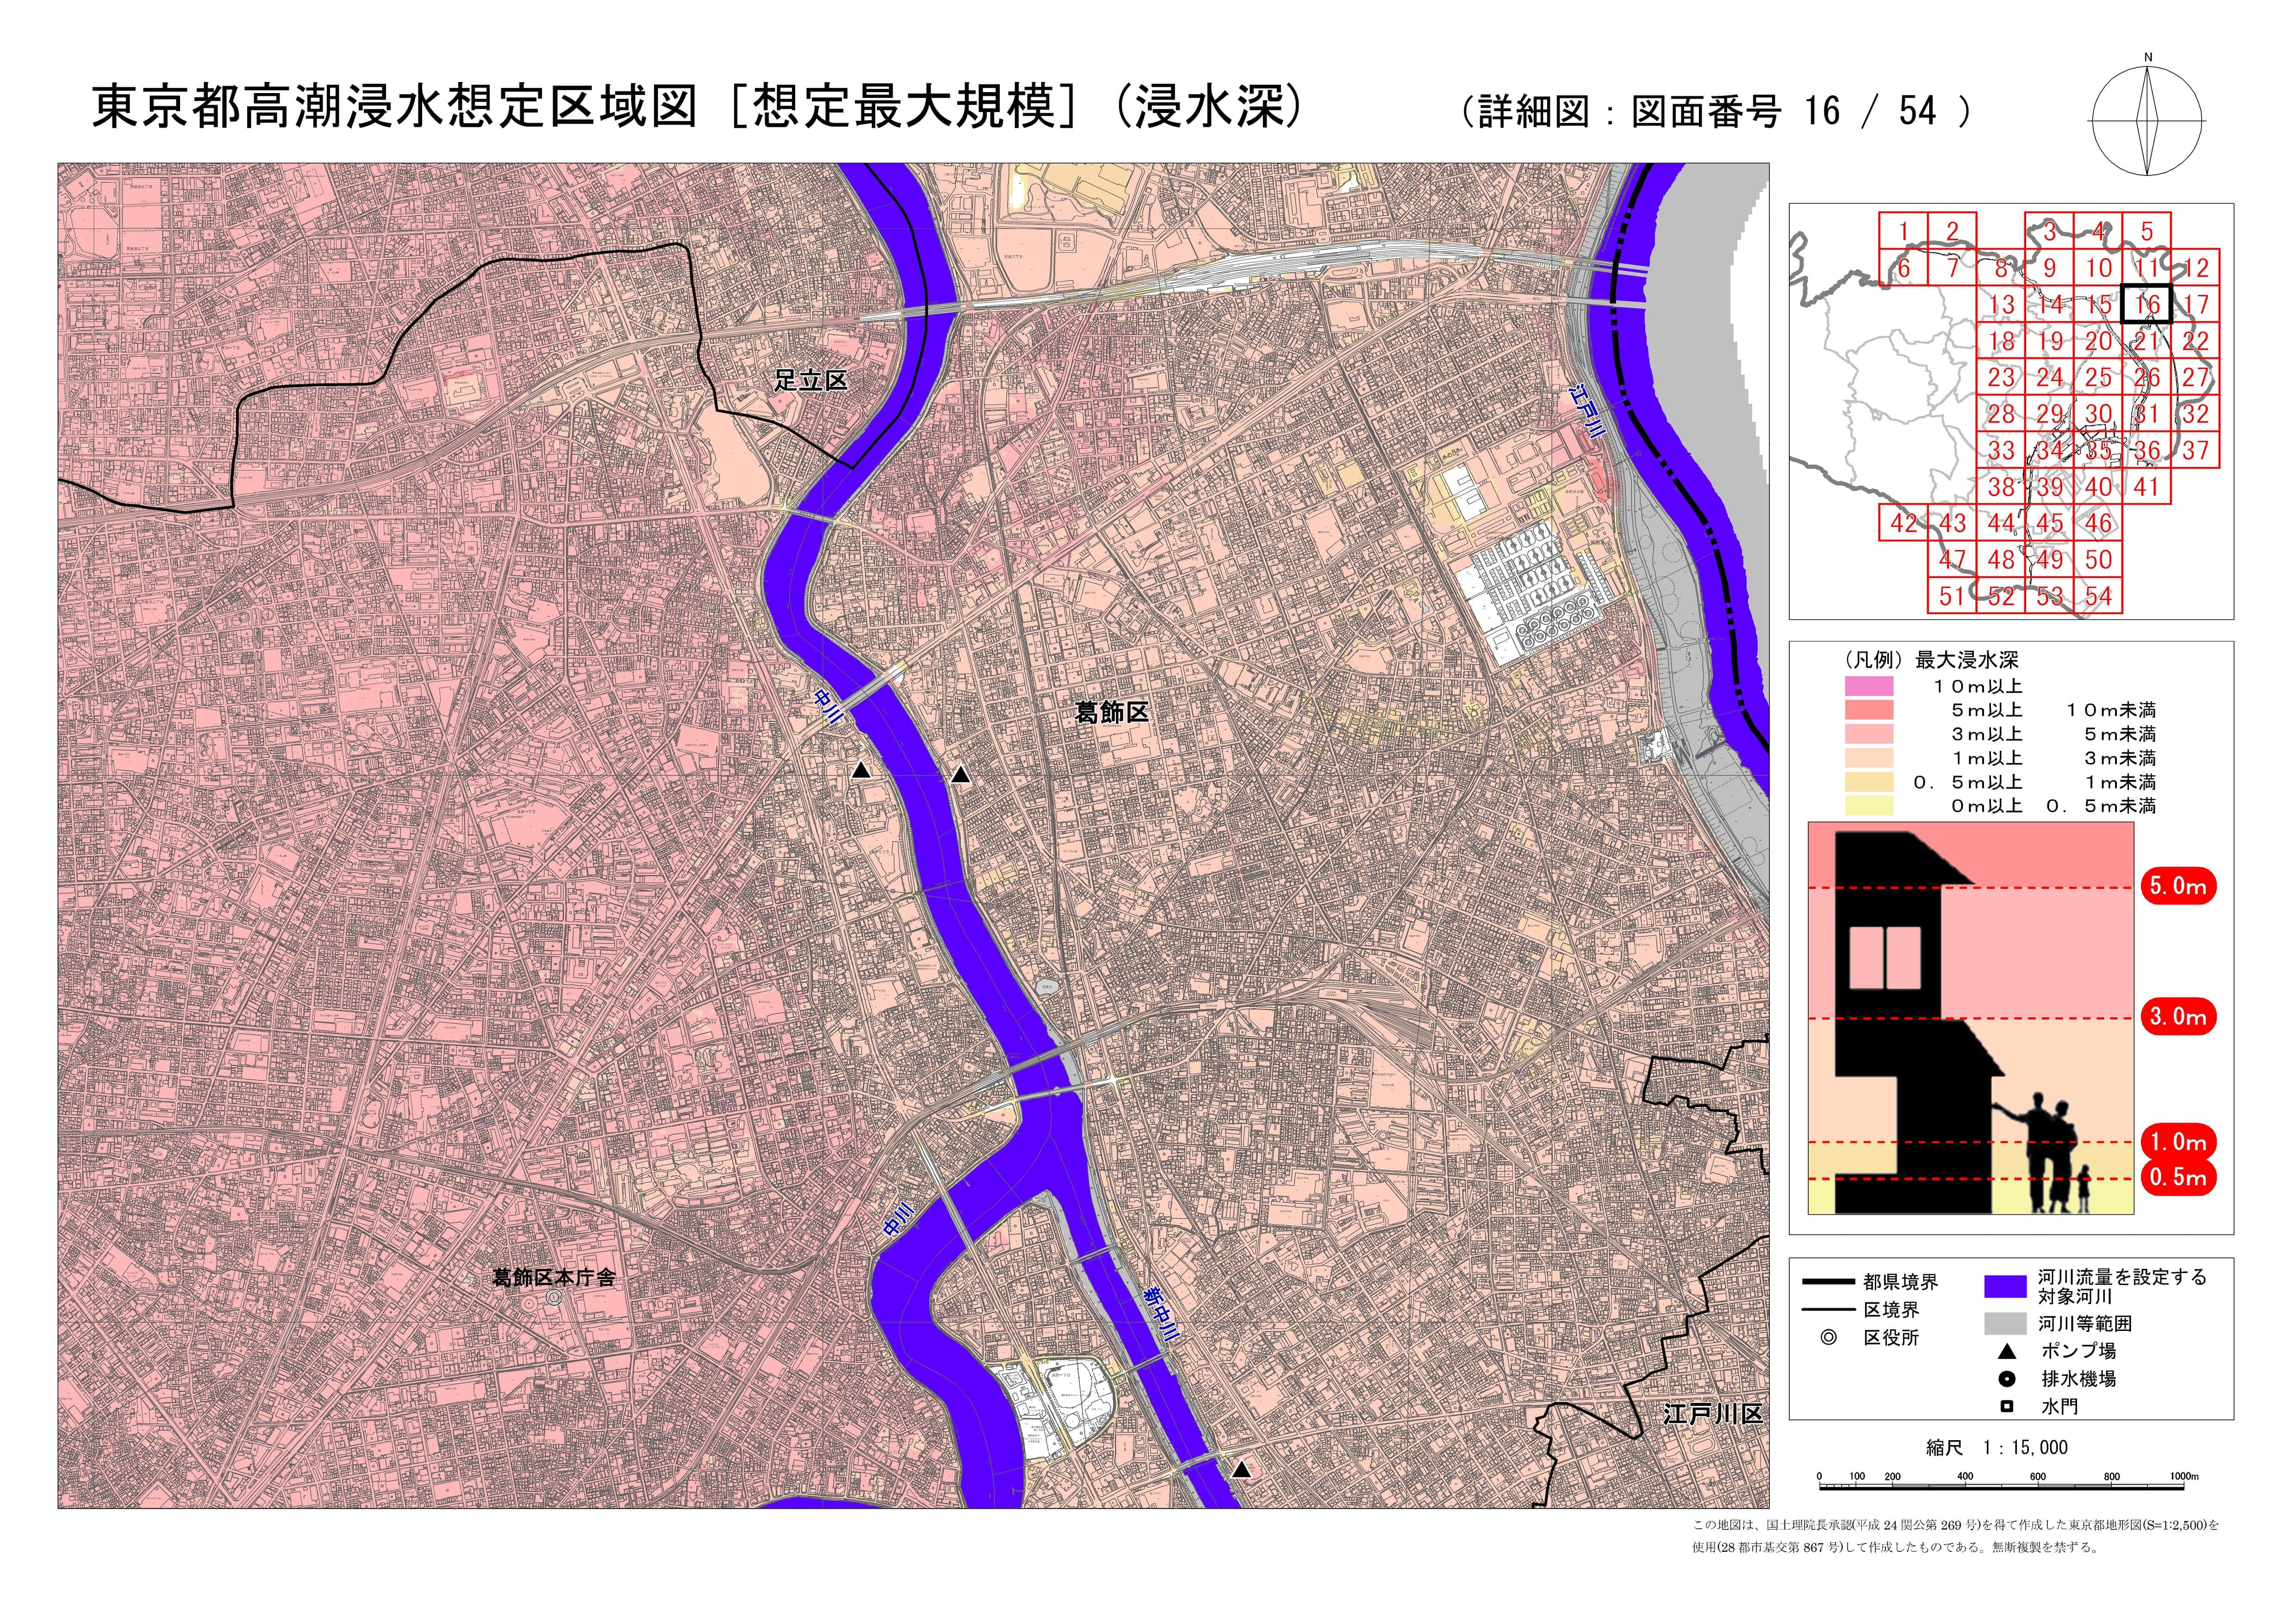 東京都高潮浸水想定区域図［想定最大規模］（浸水深）
（詳細図：図面番号 16 / 54 ）
N
足立区
江戸川
中川
葛飾区
中川
葛飾区本庁舎
新中川
江戸川区
1 2 3 4 5
6 7 8 9 10 11 12
13 14 15 16 17
18 19 20 21 22
23 24 25 26 27
28 29 30 31 32
33 34 35 36 37
38 39 40 41
42 43 44 45 46
47 48 49 50
51 52 53 54
（凡例）最大浸水深
１０ｍ以上
５ｍ以上 １０ｍ未満
３ｍ以上 ５ｍ未満
１ｍ以上 ３ｍ未満
０．５ｍ以上 １ｍ未満
０ｍ以上 ０．５ｍ未満
5.0m
3.0m
1.0m
0.5m
都県境界
区境界
区役所
河川流量を設定する
対象河川
河川等範囲
ポンプ場
排水機場
水門
縮尺 1：15,000
0 100 200 400 600 800 1000m
この地図は、国土理院長承認(平成 24 関公第 269 号)を得て作成した東京都地形図(S=1:2,500)を
使用(28 都市基交第 867 号)して作成したものである。無断複製を禁ずる。